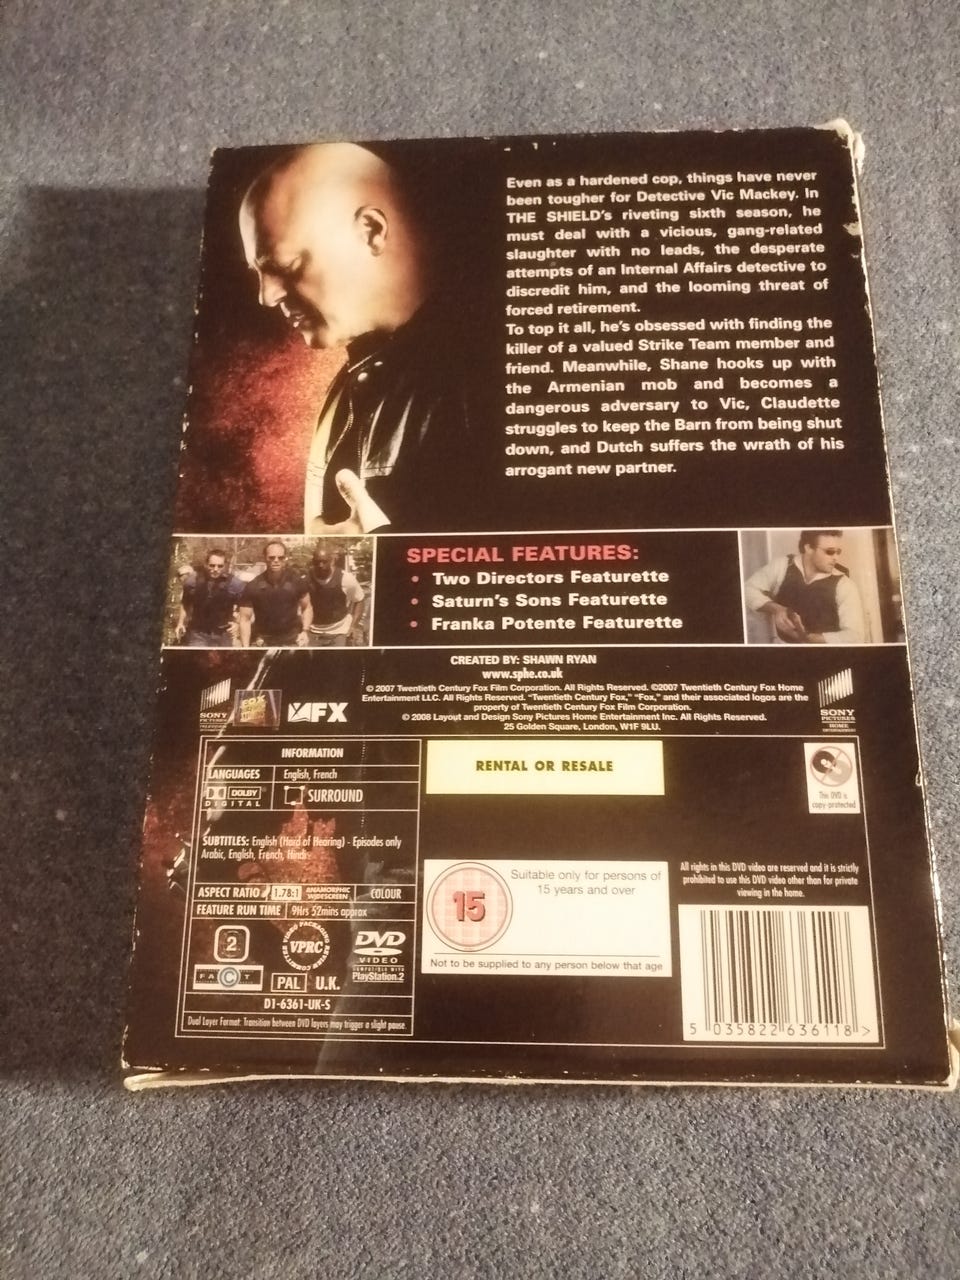 Even as a hardened cop, things have never
been tougher for Detective Vic Mackey. In
THE SHIELD's riveting sixth season, he
must deal with a vicious, gang-related
slaughter with no leads, the desperate
attempts of an Internal Affairs detective to
discredit him, and the looming threat of
forced retirement.
To top it all, he's obsessed with finding the
killer of a valued Strike Team member and
friend. Meanwhile, Shane hooks up with
the Armenian mob and becomes a
dangerous adversary to Vic, Claudette
struggles to keep the Barn from being shut
down, and Dutch suffers the wrath of his
arrogant new partner.
SPECIAL FEATURES:
• Two Directors Featurette
• Saturn's Sons Featurette
• Franka Potente Featurette
CREATED BY: SHAWN RYAN
www.sphe.co.uk
© 2007 Twentieth Century Fox Film Corporation. All Rights Reserved. ©2007 Twentieth Century Fox Home
Entertainment LLC. All Rights Reserved. "Twentieth Century Fox," "Fox," and their associated logos are the
property of Twentieth Century Fox Film Corporation.
© 2008 Layout and Design Sony Pictures Home Entertainment Inc. All Rights Reserved.
25 Golden Square, London, W1F 9LU.
SONY
PICTURES
FOX
FX
SONY
PICTURES
HOME
ENTERTAINMENT
INFORMATION
LANGUAGES English, French
DOLBY
DIGITAL
SURROUND
SUBTITLES: English (Hard of Hearing) - Episodes only
Arabic, English, French, Hindi
ASPECT RATIO 1.78:1 ANAMORPHIC WIDESCREEN COLOUR
FEATURE RUN TIME 9Hrs 52mins approx
2
VIDEO PACKAGING REVIEW COMMITTEE
VPRC
DVD
VIDEO
COMPATIBLE WITH
PlayStation.2
FACT
PAL U.K.
D1-6361-UK-S
Dual Layer Format: Transition between DVD layers may trigger a slight pause.
RENTAL OR RESALE
This DVD is
copy-protected
15
Suitable only for persons of
15 years and over
Not to be supplied to any person below that age
All rights in this DVD video are reserved and it is strictly
prohibited to use this DVD video other than for private
viewing in the home.
5 035822 636118 >